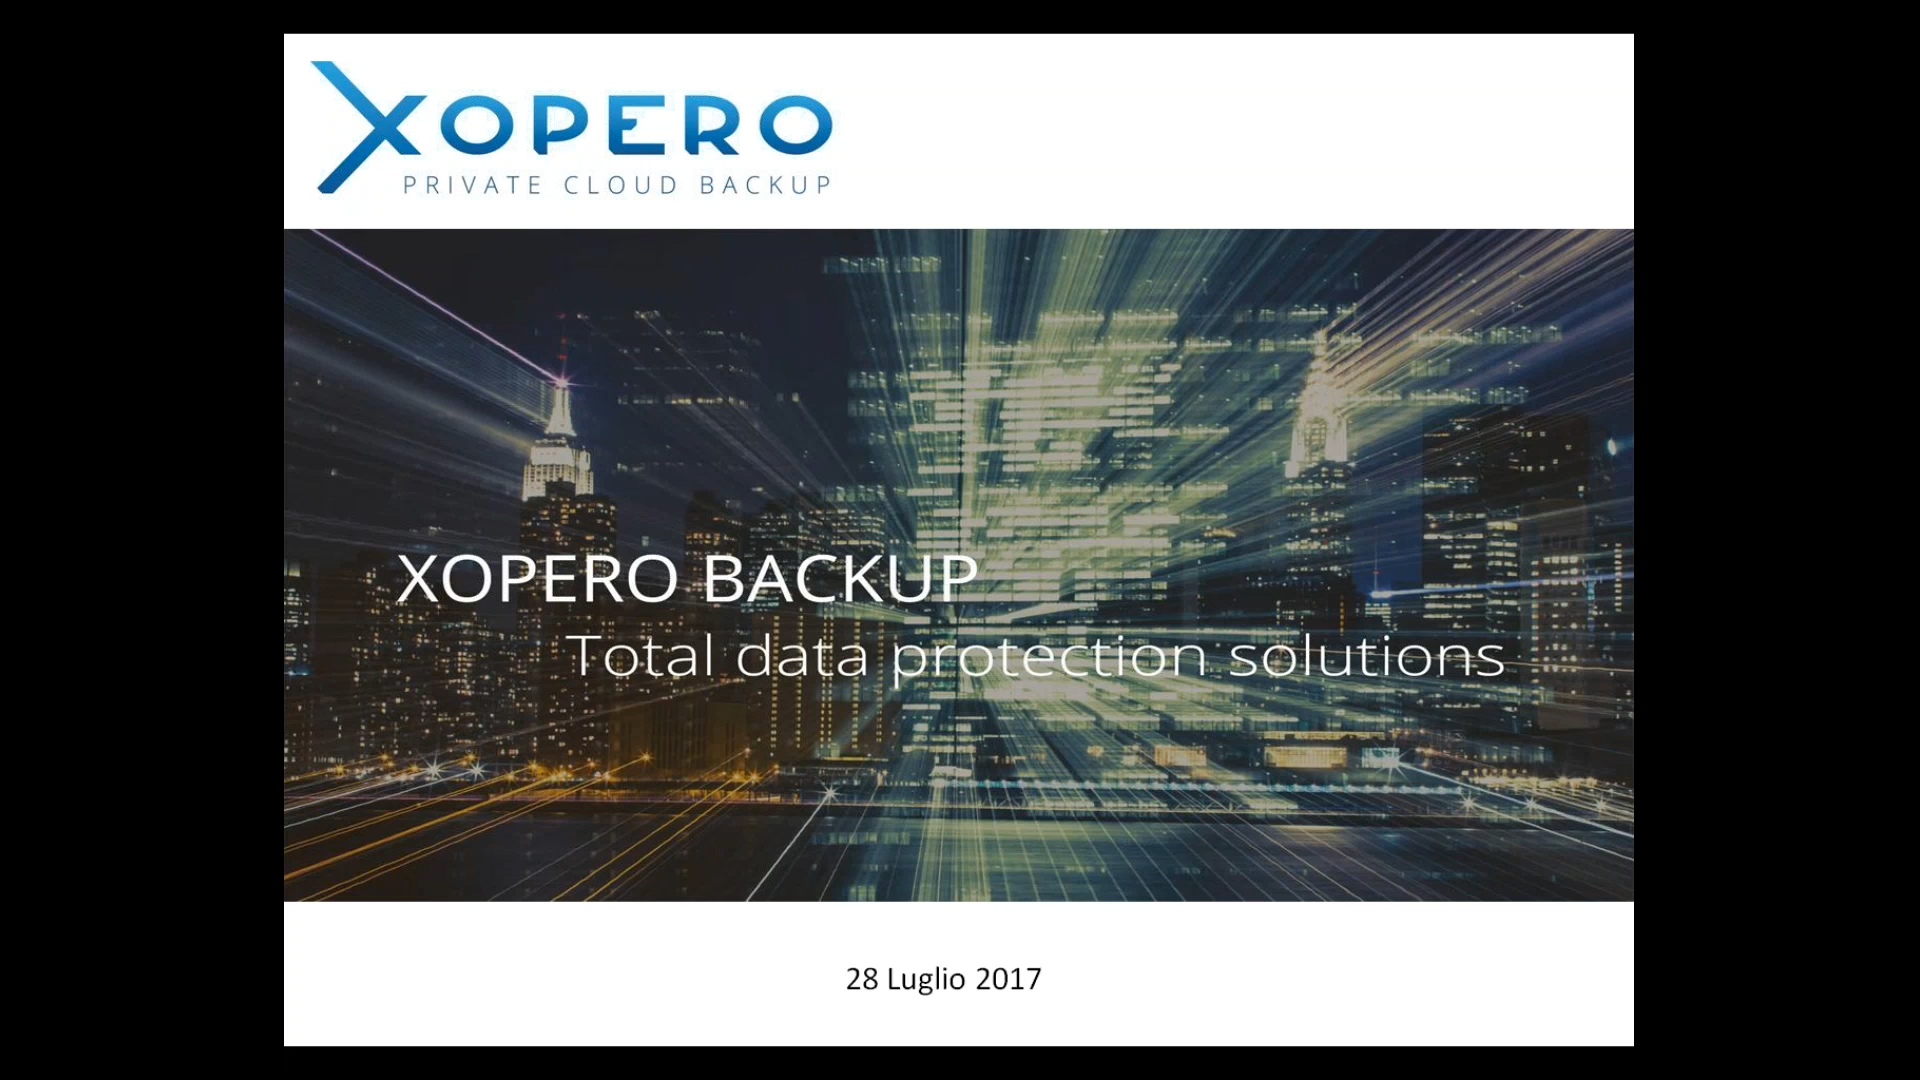 XOPERO
PRIVATE CLOUD BACKUP
XOPERO BACKUP
Total data protection solutions
28 Luglio 2017